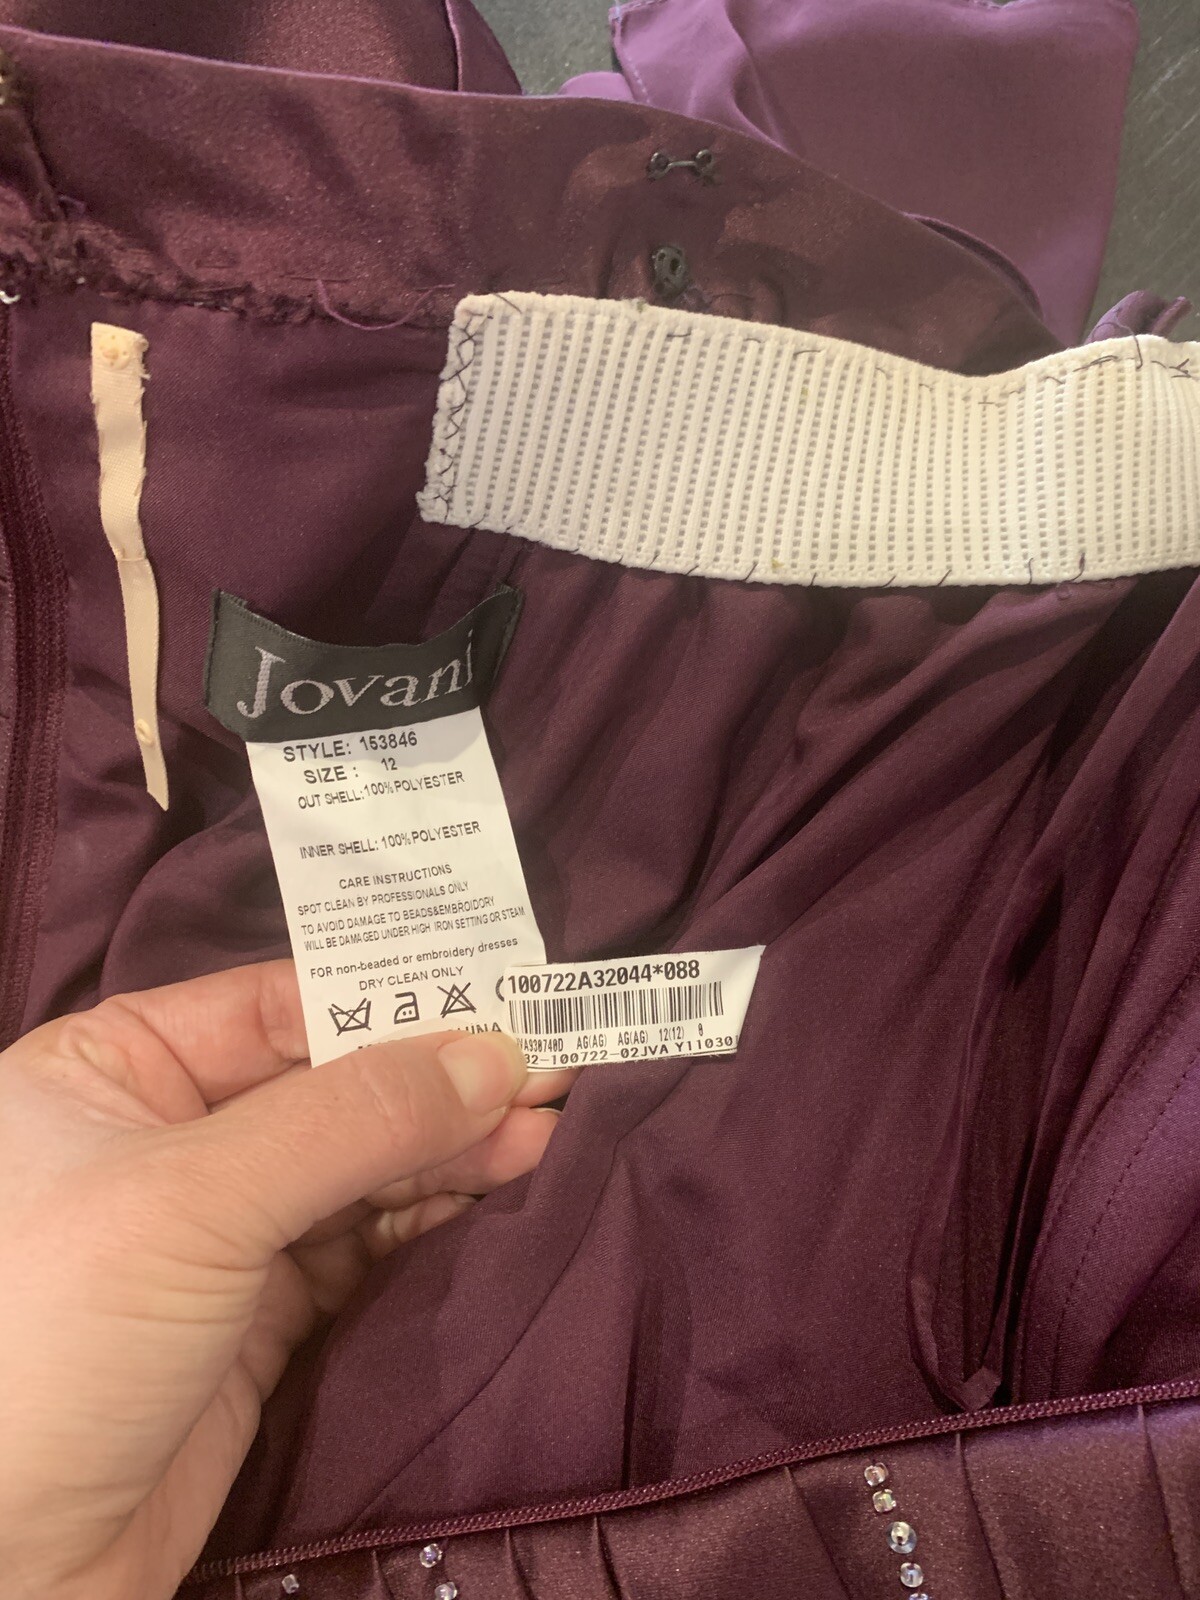 Jovani
STYLE: 153846
SIZE : 12
OUT SHELL:100%POLYESTER
INNER SHELL: 100%POLYESTER
CARE INSTRUCTIONS
SPOT CLEAN BY PROFESSIONALS ONLY
TO AVOID DAMAGE TO BEADS&EMBROIDORY
WILL BE DAMAGED UNDER HIGH IRON SETTING OR STEAM
FOR non-beaded or embroidery dresses
DRY CLEAN ONLY
100722A32044*088
AG(AG) AG(AG) 12(12)
32-100722-02JVA Y11030